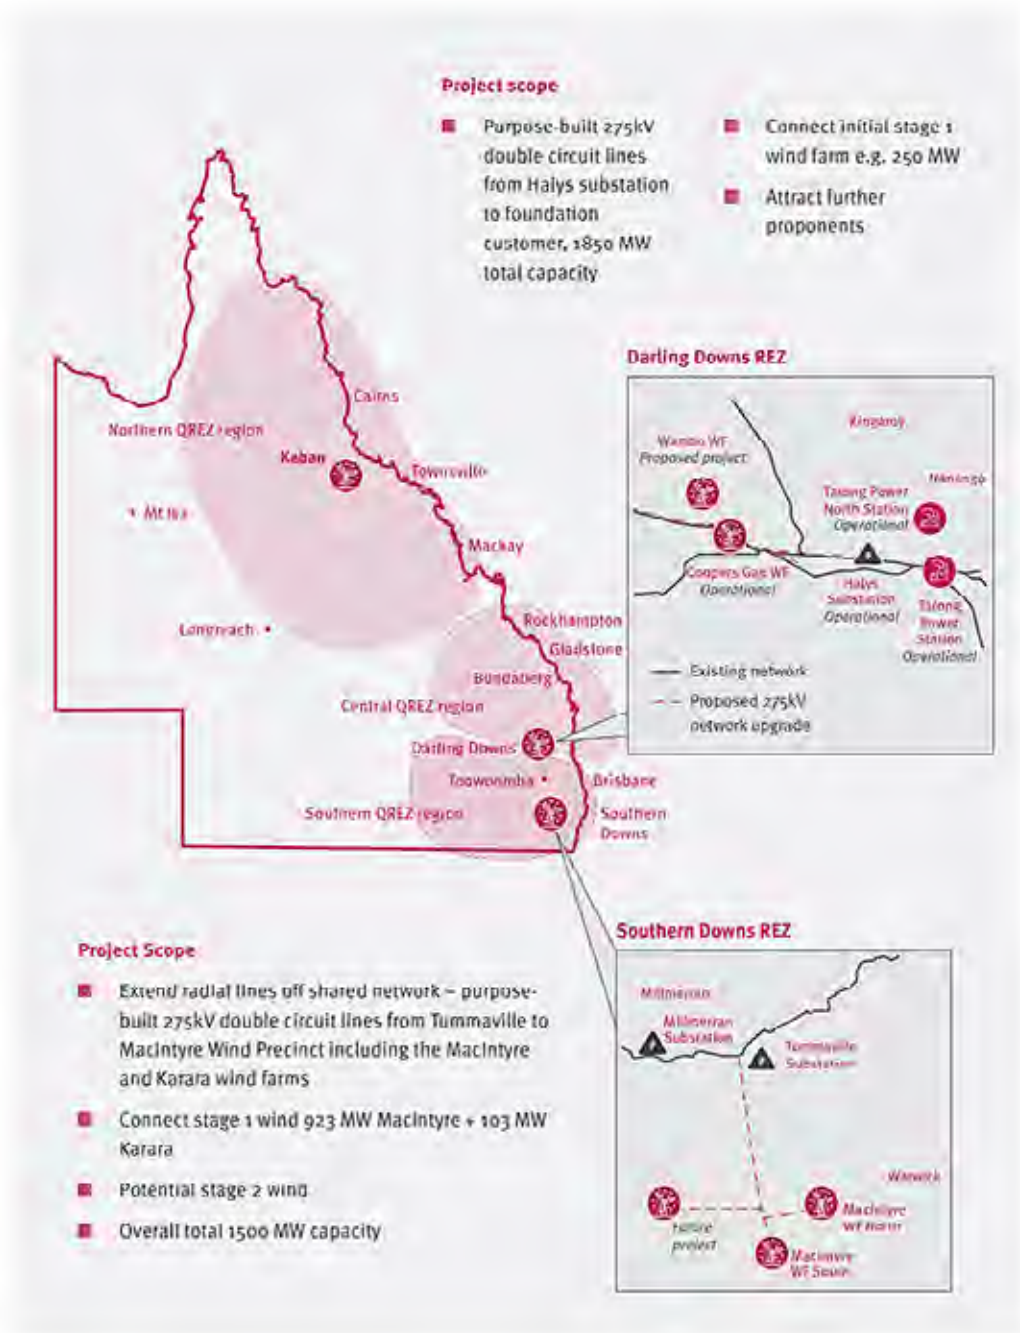 Project scope
Purpose-built 275kV
double circuit lines
from Halys substation
to foundation
customer, 1850 MW
total capacity
Connect initial stage 1
wind farm e.g. 250 MW
Attract further
proponents
Northern QREZ region
Cairns
Kaban
Townsville
Mt Isa
Mackay
Longreach
Rockhampton
Gladstone
Bundaberg
Central QREZ region
Darling Downs
Toowoomba
Brisbane
Southern QREZ region
Southern
Downs
Darling Downs REZ
Kingaroy
Wambo WF
Proposed project
Nanango
Tarong Power
North Station
Operational
Coopers Gap WF
Operational
Halys
Substation
Operational
Tarong
Power
Station
Operational
Existing network
Proposed 275kV
network upgrade
Project Scope
Extend radial lines off shared network – purpose-
built 275kV double circuit lines from Tummaville to
MacIntyre Wind Precinct including the MacIntyre
and Karara wind farms
Connect stage 1 wind 923 MW MacIntyre + 103 MW
Karara
Potential stage 2 wind
Overall total 1500 MW capacity
Southern Downs REZ
Millmerran
Millmerran
Substation
Tummaville
Substation
Warwick
Future
project
MacIntyre
WF North
MacIntyre
WF South